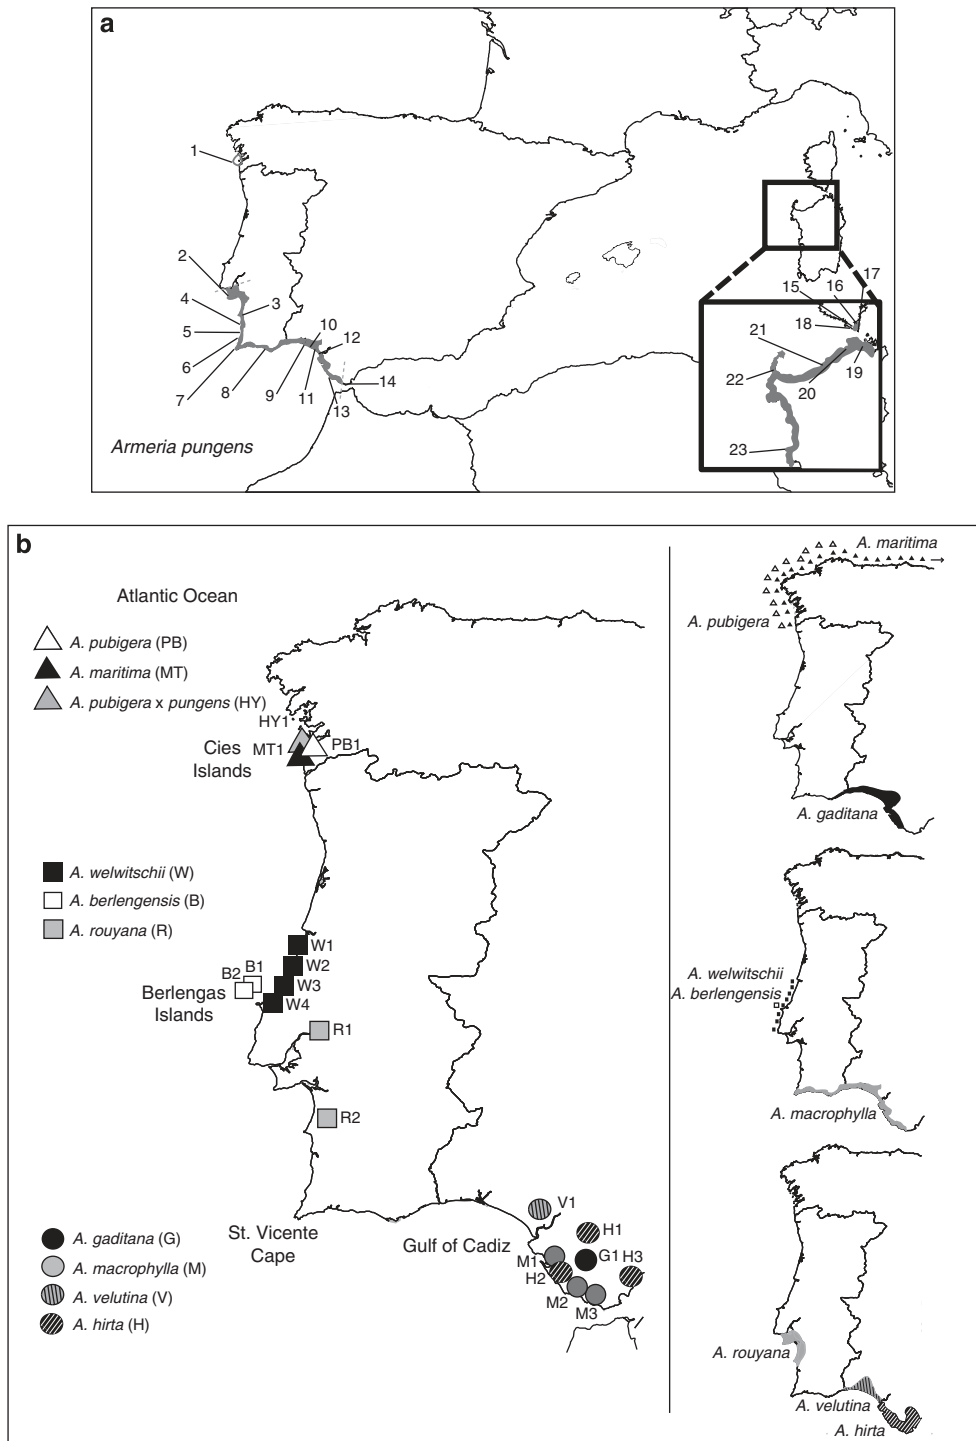 a
1
2
4
3
5
6
7
8
9
10
11
12
13
14
15
16
17
18
19
20
21
22
23
Armeria pungens
b
Atlantic Ocean
A. pubigera (PB)
A. maritima (MT)
A. pubigera x pungens (HY)
HY1
MT1
PB1
Cies
Islands
A. welwitschii (W)
A. berlengensis (B)
A. rouyana (R)
W1
W2
W3
W4
B2
B1
Berlengas
Islands
R1
R2
St. Vicente
Cape
Gulf of Cadiz
V1
H1
M1
G1
H3
H2
M2
M3
A. gaditana (G)
A. macrophylla (M)
A. velutina (V)
A. hirta (H)
A. maritima
A. pubigera
A. gaditana
A. welwitschii
A. berlengensis
A. macrophylla
A. rouyana
A. velutina
A. hirta